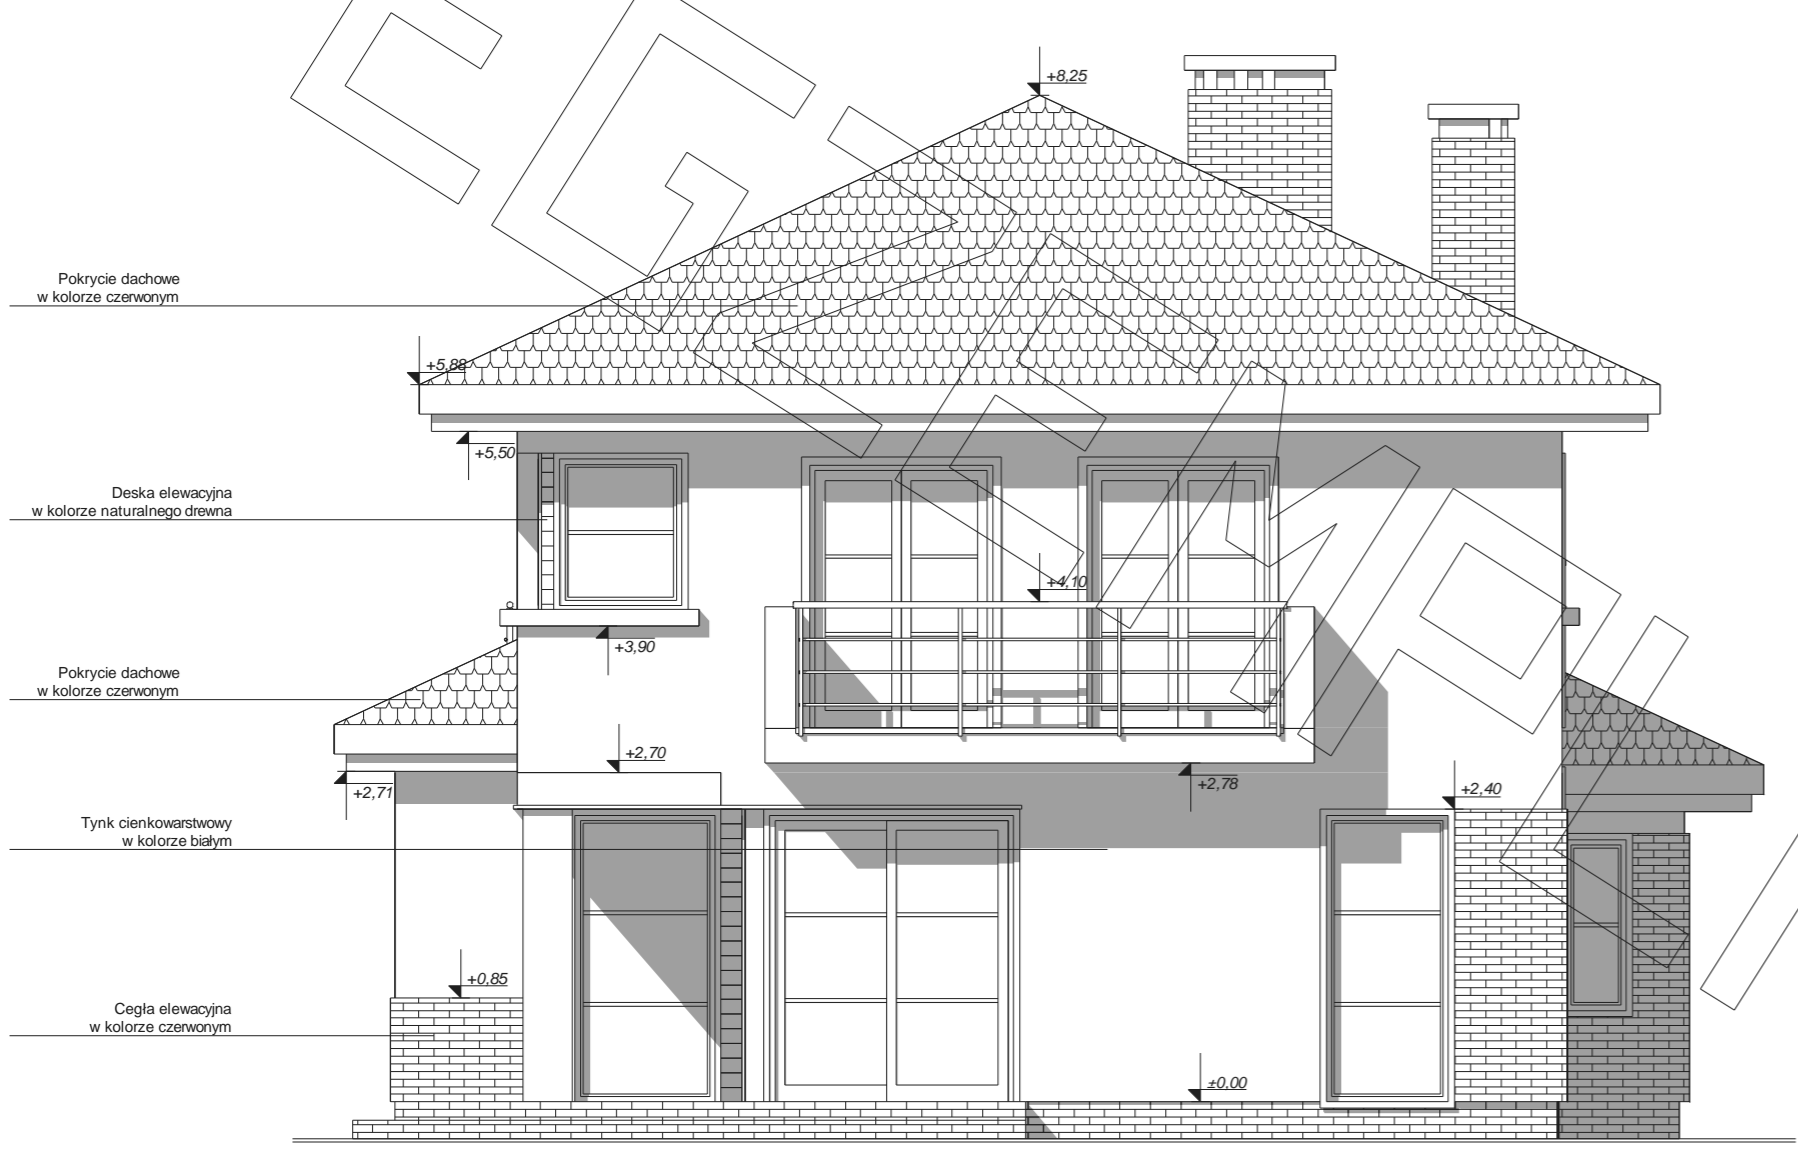 +8,25
Pokrycie dachowe
w kolorze czerwonym
+5,88
+5,50
Deska elewacyjna
w kolorze naturalnego drewna
+4,10
+3,90
Pokrycie dachowe
w kolorze czerwonym
+2,70
+2,71
+2,78
+2,40
Tynk cienkowarstwowy
w kolorze białym
+0,85
Cegła elewacyjna
w kolorze czerwonym
±0,00